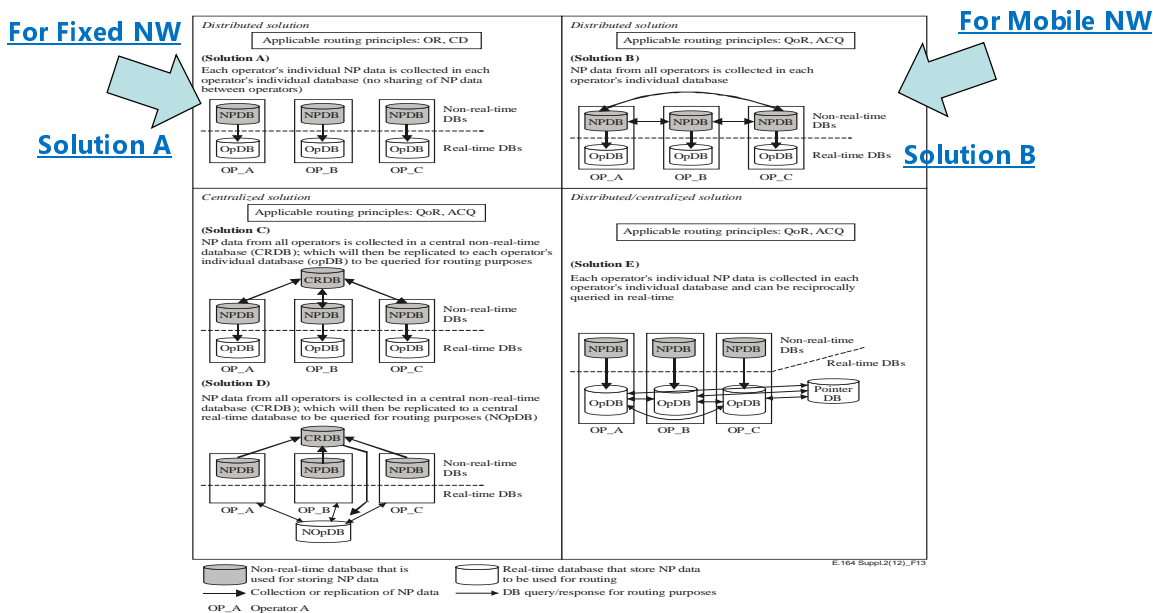 For Fixed NW
Solution A
For Mobile NW
Solution B
Distributed solution
Applicable routing principles: OR, CD
(Solution A)
Each operator's individual NP data is collected in each
operator's individual database (no sharing of NP data
between operators)
NPDB NPDB NPDB
Non-real-time
DBs
OpDB OpDB OpDB
Real-time DBs
OP_A OP_B OP_C
Distributed solution
Applicable routing principles: QoR, ACQ
(Solution B)
NP data from all operators is collected in each
operator's individual database
NPDB NPDB NPDB
Non-real-time
DBs
OpDB OpDB OpDB
Real-time DBs
OP_A OP_B OP_C
Centralized solution
Applicable routing principles: QoR, ACQ
(Solution C)
NP data from all operators is collected in a central non-real-time
database (CRDB); which will then be replicated to each operator's
individual database (opDB) to be queried for routing purposes
CRDB
NPDB NPDB NPDB
Non-real-time
DBs
OpDB OpDB OpDB
Real-time DBs
OP_A OP_B OP_C
(Solution D)
NP data from all operators is collected in a central non-real-time
database (CRDB); which will then be replicated to a central
real-time database to be queried for routing purposes (NOpDB)
CRDB
NPDB NPDB NPDB
Non-real-time
DBs
Real-time DBs
OP_A OP_B OP_C
NOpDB
Distributed/centralized solution
Applicable routing principles: QoR, ACQ
(Solution E)
Each operator's individual NP data is collected in each
operator's individual database and can be reciprocally
queried in real-time
NPDB NPDB NPDB
Non-real-time
DBs
Real-time DBs
OpDB OpDB OpDB
Pointer
DB
OP_A OP_B OP_C
E.164 Suppl.2(12)_F13
Non-real-time database that is
used for storing NP data
Real-time database that store NP data
to be used for routing
Collection or replication of NP data
DB query/response for routing purposes
OP_A Operator A